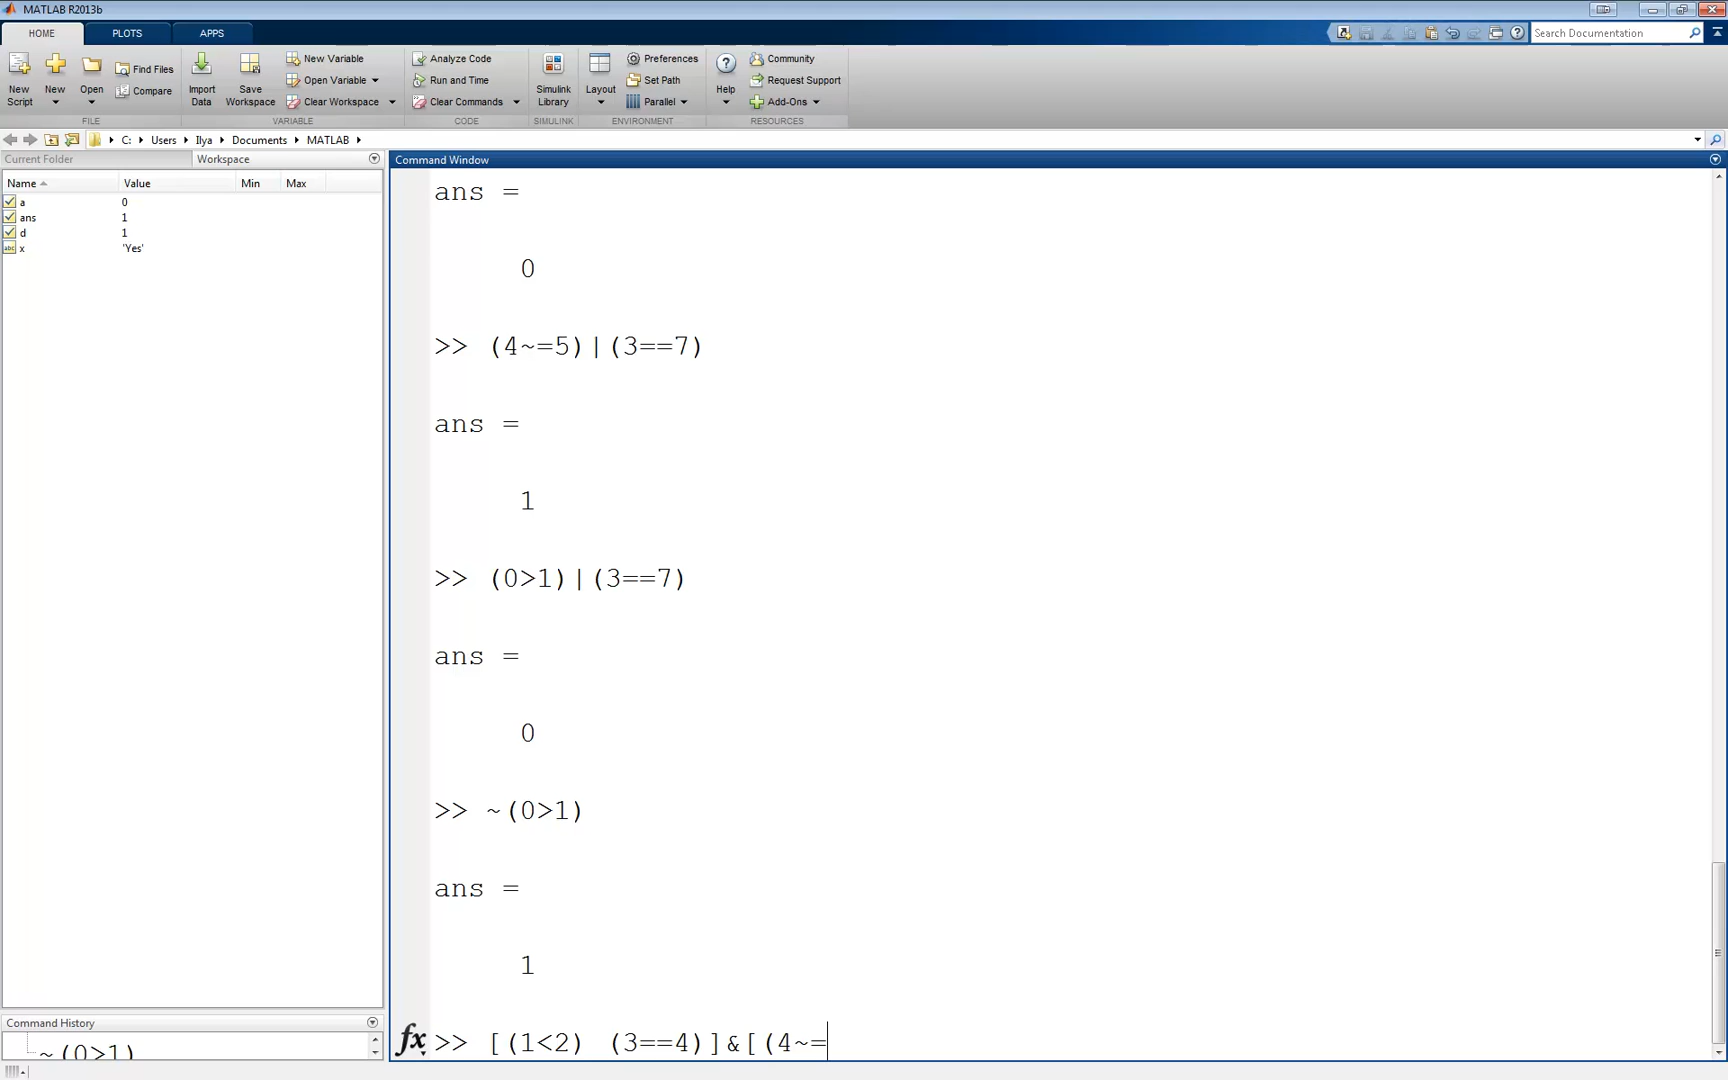 MATLAB R2013b
HOME PLOTS APPS
Search Documentation
New Script
New
Open
Find Files
Compare
Import Data
Save Workspace
New Variable
Open Variable
Clear Workspace
Analyze Code
Run and Time
Clear Commands
Simulink Library
Layout
Preferences
Set Path
Parallel
Help
Community
Request Support
Add-Ons
FILE VARIABLE CODE SIMULINK ENVIRONMENT RESOURCES
C: Users Ilya Documents MATLAB
Current Folder Workspace
Name Value Min Max
a 0
ans 1
d 1
abc x 'Yes'
Command History
~(0>1)
Command Window
ans =
0
>> (4~=5)|(3==7)
ans =
1
>> (0>1)|(3==7)
ans =
0
>> ~(0>1)
ans =
1
fx >> [(1<2) (3==4)]&[(4~=